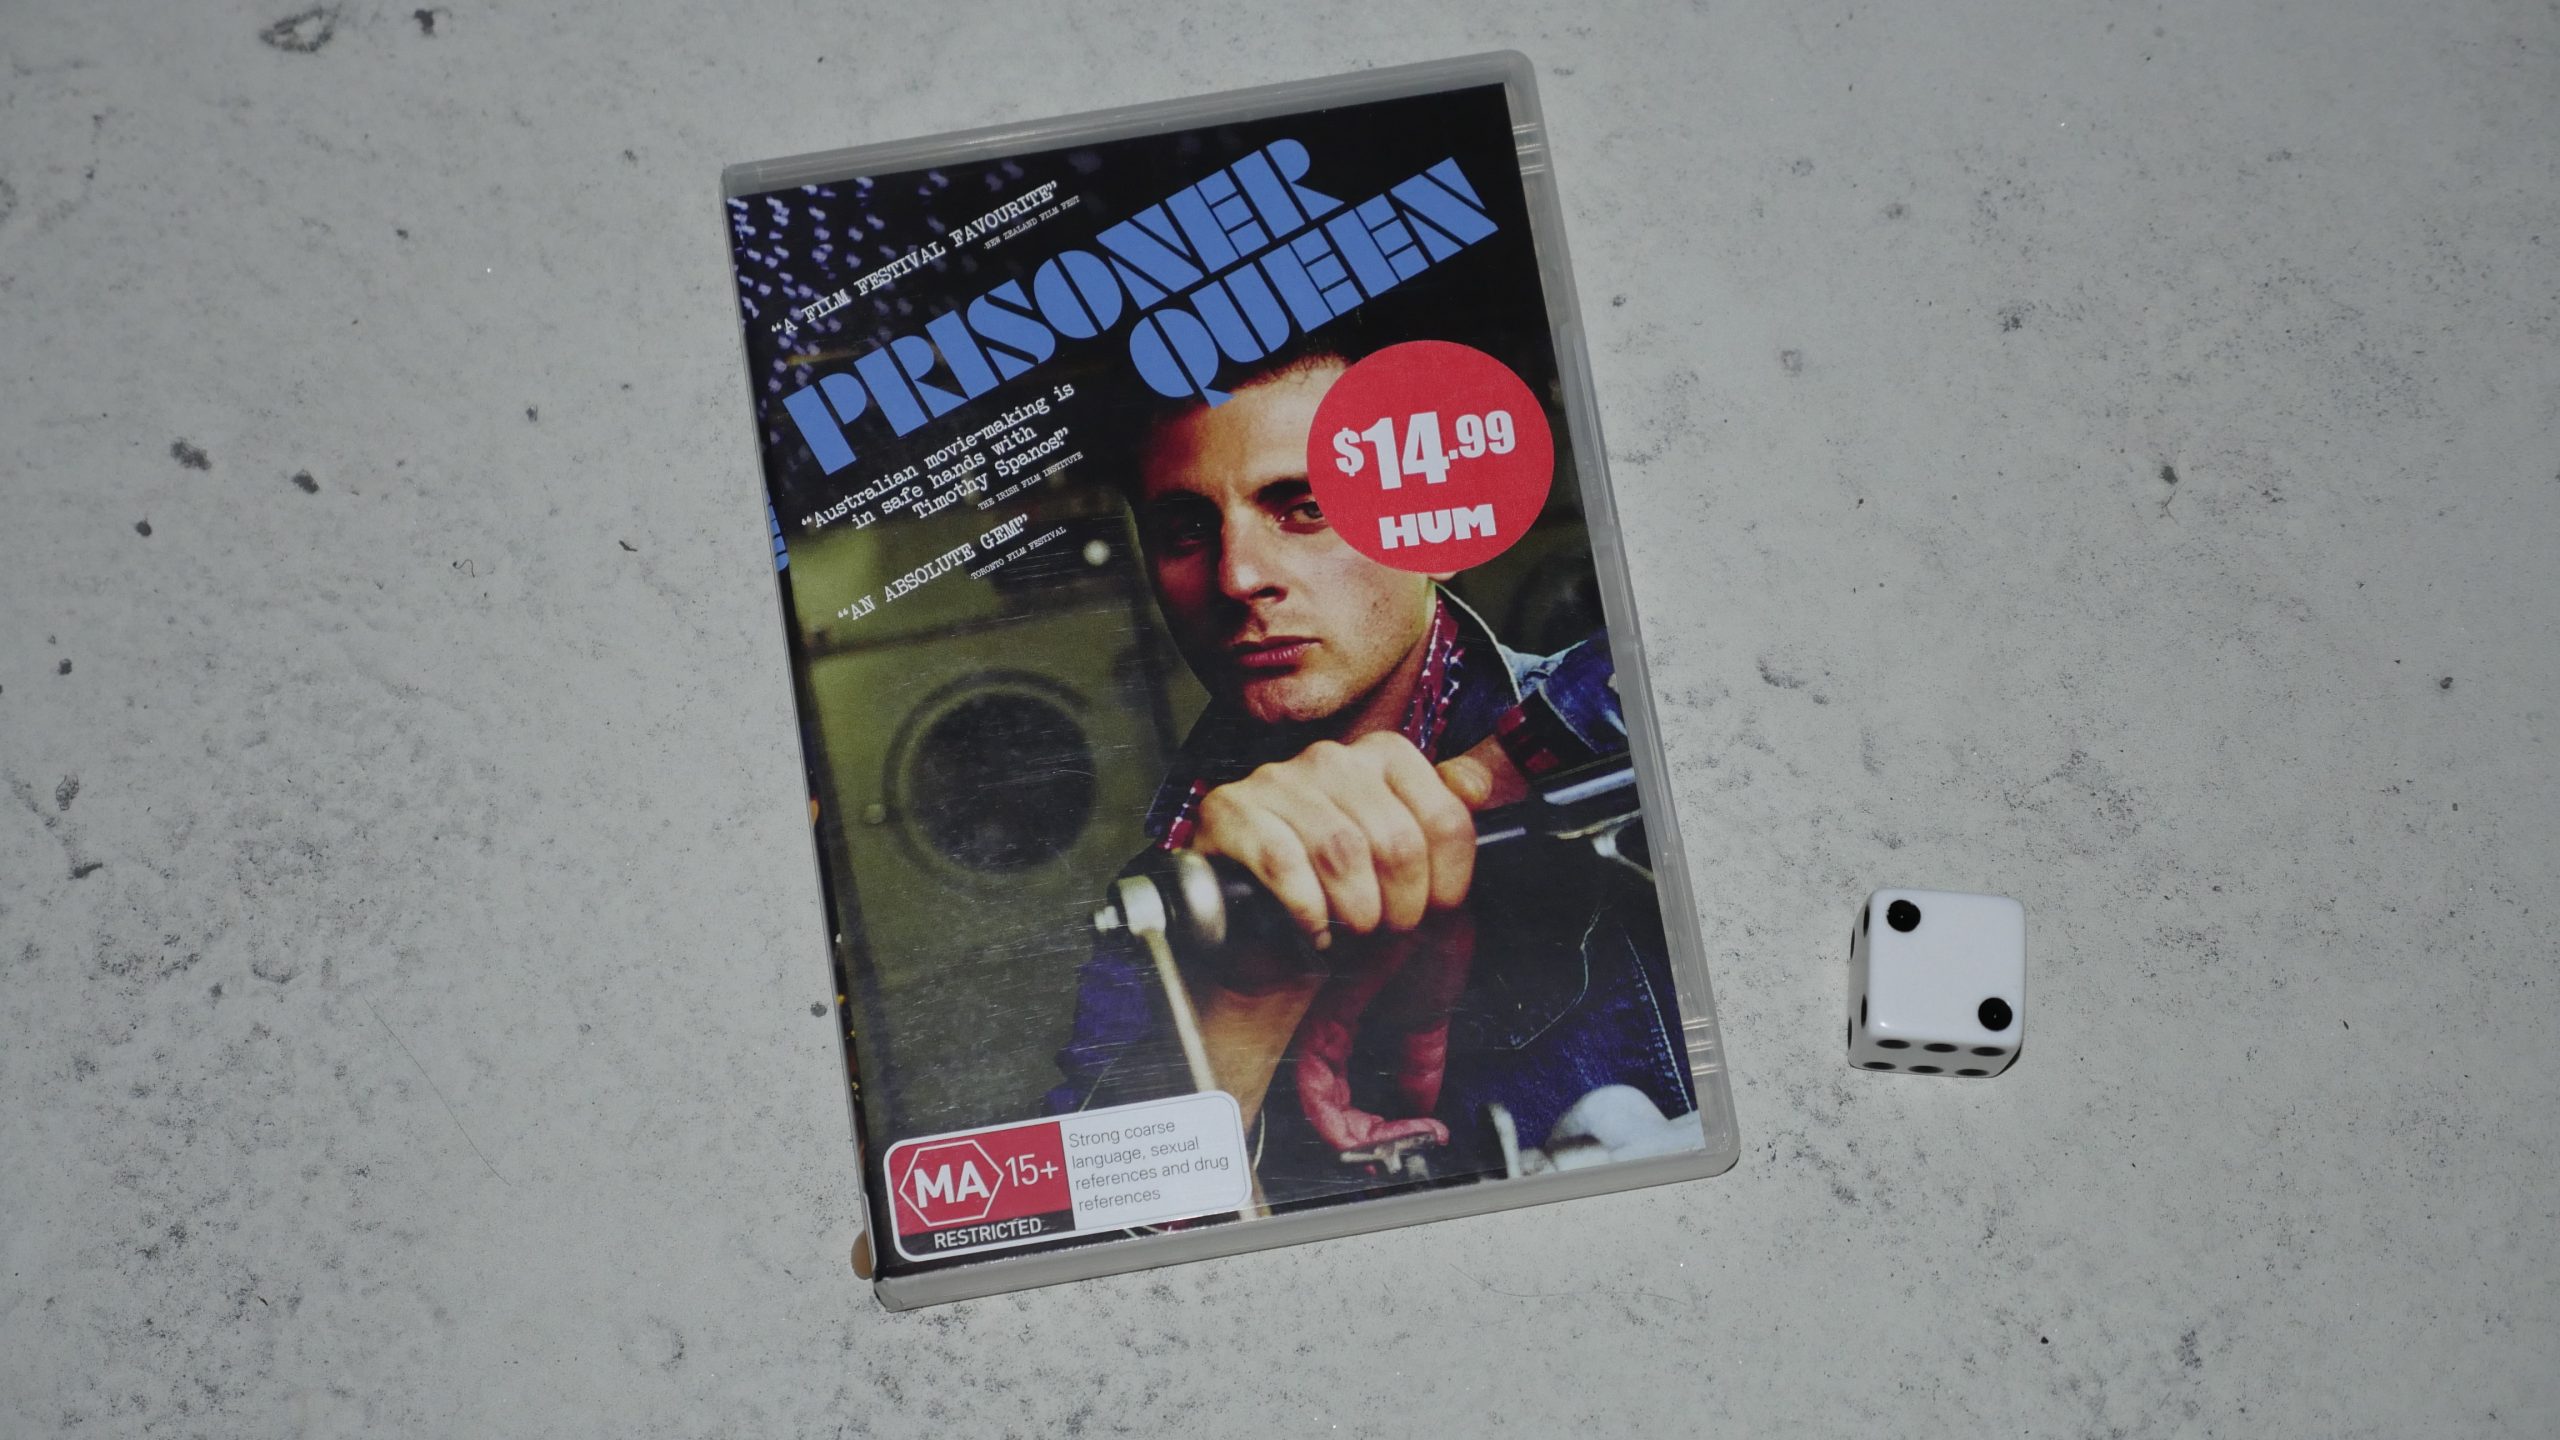 “A FILM FESTIVAL FAVOURITE”
-NEW ZEALAND FILM FEST
PRISONER
QUEEN
“Australian movie-making is
in safe hands with
Timothy Spanos!”
-THE IRISH FILM INSTITUTE
“AN ABSOLUTE GEM!”
-TORONTO FILM FESTIVAL
$14.99
HUM
MA 15+
RESTRICTED
Strong coarse
language, sexual
references and drug
references